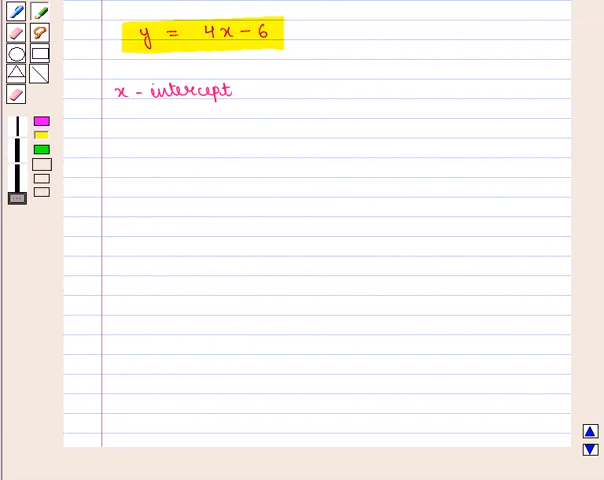 y = 4x - 6
x - intercept